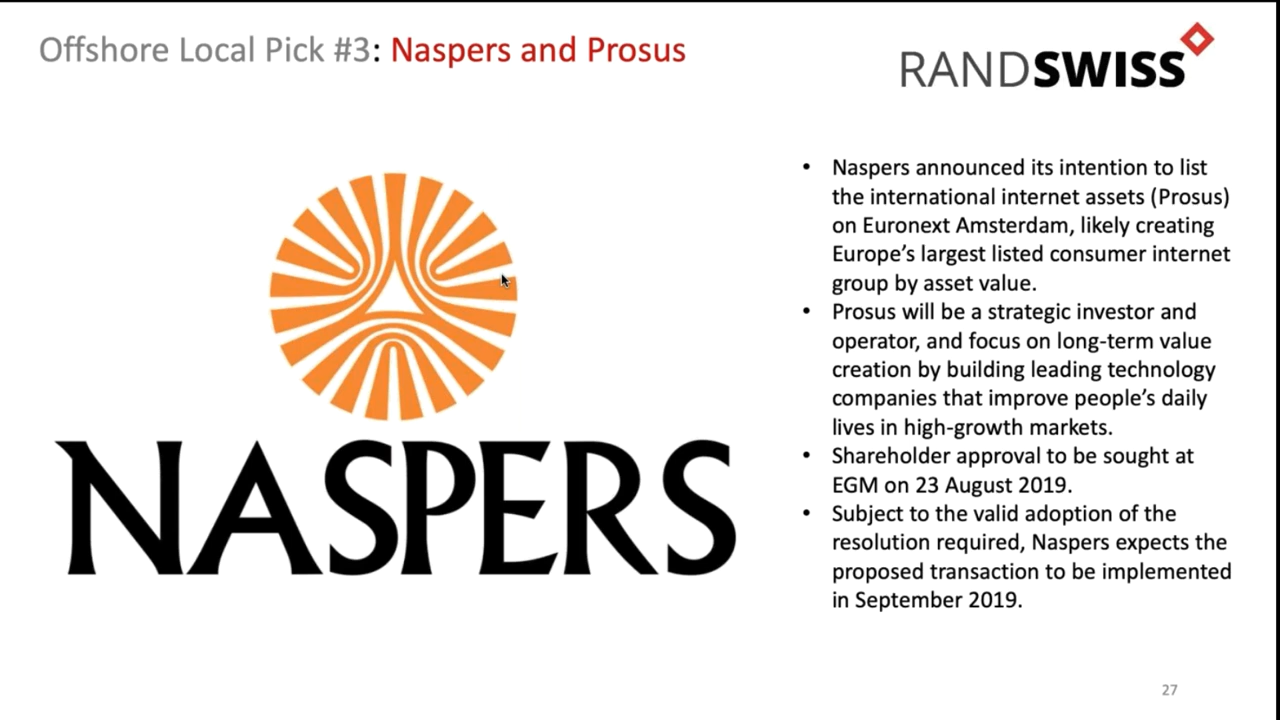 Offshore Local Pick #3: Naspers and Prosus
RANDSWISS
• Naspers announced its intention to list
the international internet assets (Prosus)
on Euronext Amsterdam, likely creating
Europe’s largest listed consumer internet
group by asset value.
• Prosus will be a strategic investor and
operator, and focus on long-term value
creation by building leading technology
companies that improve people’s daily
lives in high-growth markets.
• Shareholder approval to be sought at
EGM on 23 August 2019.
• Subject to the valid adoption of the
resolution required, Naspers expects the
proposed transaction to be implemented
in September 2019.
NASPERS
27